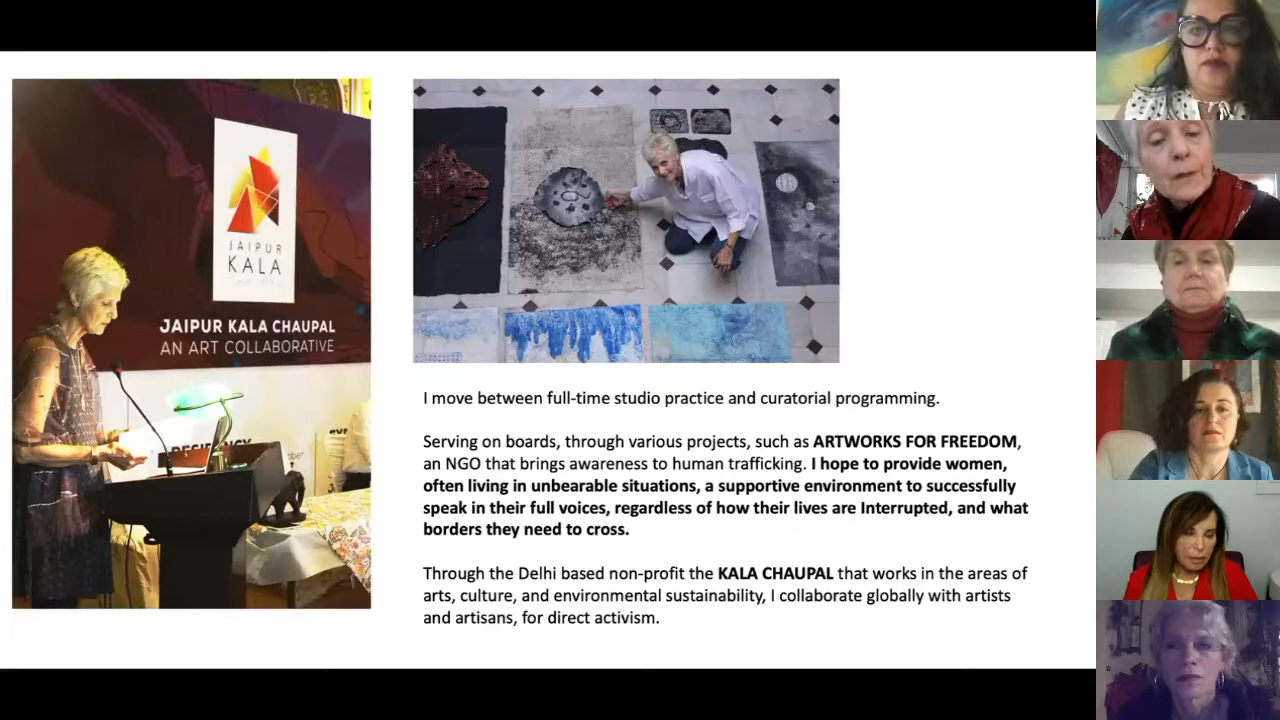 JAIPUR
KALA
JAIPUR KALA CHAUPAL
AN ART COLLABORATIVE
I move between full-time studio practice and curatorial programming.
Serving on boards, through various projects, such as ARTWORKS FOR FREEDOM,
an NGO that brings awareness to human trafficking. I hope to provide women,
often living in unbearable situations, a supportive environment to successfully
speak in their full voices, regardless of how their lives are Interrupted, and what
borders they need to cross.
Through the Delhi based non-profit the KALA CHAUPAL that works in the areas of
arts, culture, and environmental sustainability, I collaborate globally with artists
and artisans, for direct activism.